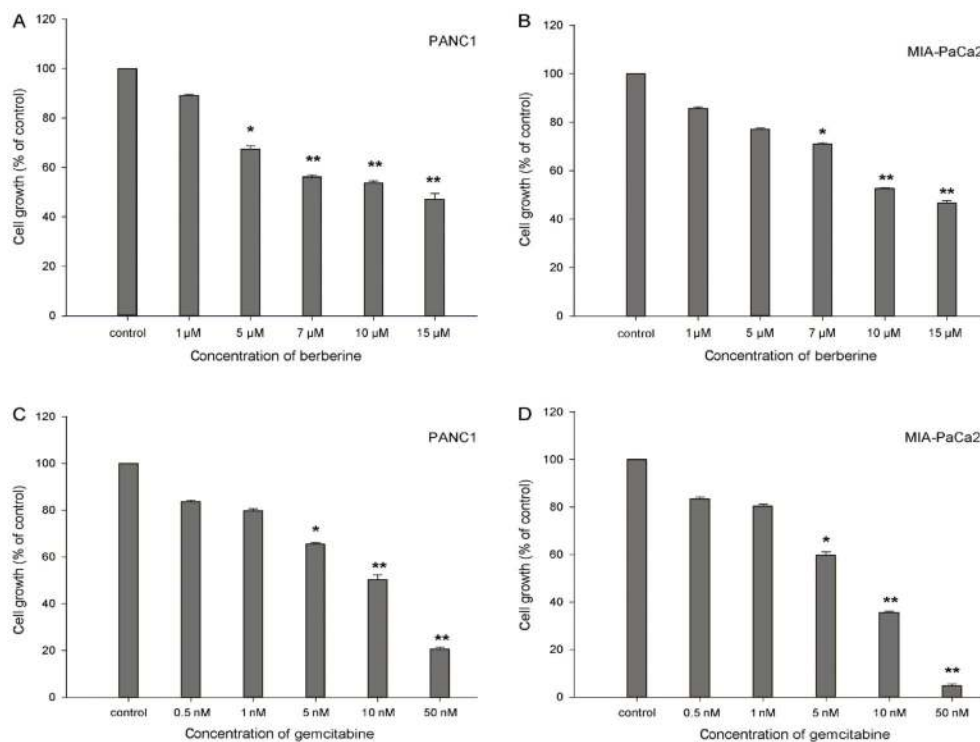 A
PANC1
Cell growth (% of control)
120
100
80
60
40
20
0
*
**
**
**
control 1 µM 5 µM 7 µM 10 µM 15 µM
Concentration of berberine
B
MIA-PaCa2
Cell growth (% of control)
120
100
80
60
40
20
0
*
**
**
control 1 µM 5 µM 7 µM 10 µM 15 µM
Concentration of berberine
C
PANC1
Cell growth (% of control)
120
100
80
60
40
20
0
*
**
**
control 0.5 nM 1 nM 5 nM 10 nM 50 nM
Concentration of gemcitabine
D
MIA-PaCa2
Cell growth (% of control)
120
100
80
60
40
20
0
*
**
**
control 0.5 nM 1 nM 5 nM 10 nM 50 nM
Concentration of gemcitabine